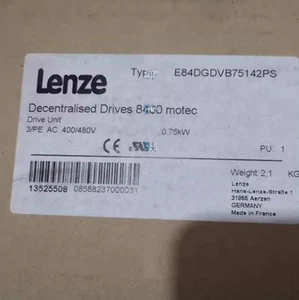 Type: E84DGDVB75142PS
Lenze
Decentralised Drives 8400 motec
Drive Unit
3/PE AC 400/480V 0.75kW
PU: 1
CE
13525508 08588237000031
Weight 2,1 KG
Lenze
Hans-Lenze-Straße 1
31855 Aerzen
GERMANY
Made in France